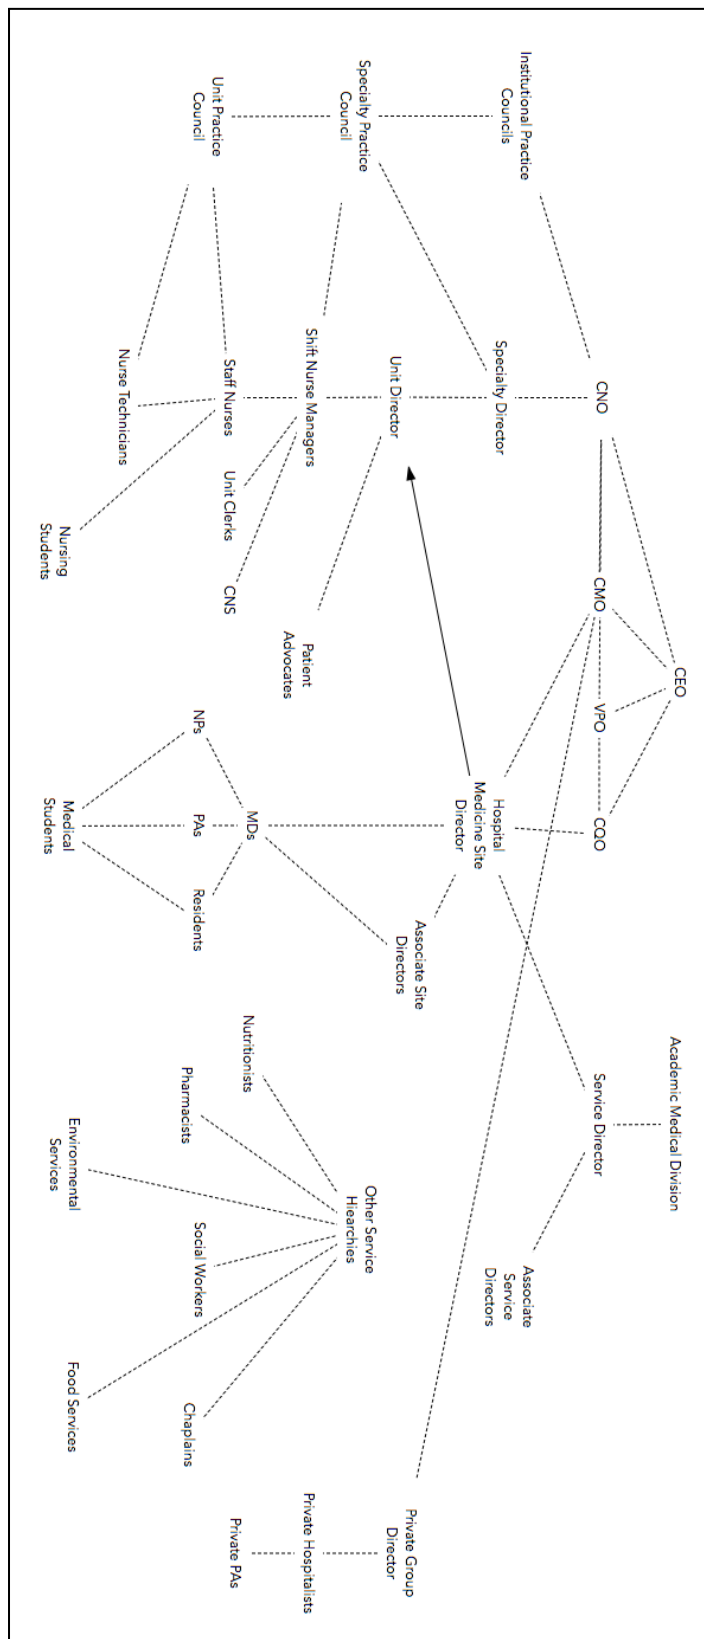 CEO
Academic Medical Division
CNO
CMO
VPO
CQO
Service Director
Institutional Practice
Councils
Specialty Director
Hospital
Medicine Site
Director
Associate
Service
Directors
Specialty Practice
Council
Unit Director
Associate Site
Directors
Other Service
Hiearchies
Private Group
Director
Shift Nurse Managers
Patient
Advocates
Private Hospitalists
Unit Practice
Council
Staff Nurses
Unit Clerks
CNS
MDs
Nutritionists
Private PAs
NPs
PAs
Residents
Pharmacists
Social Workers
Chaplains
Nurse Technicians
Nursing
Students
Medical
Students
Environmental
Services
Food Services